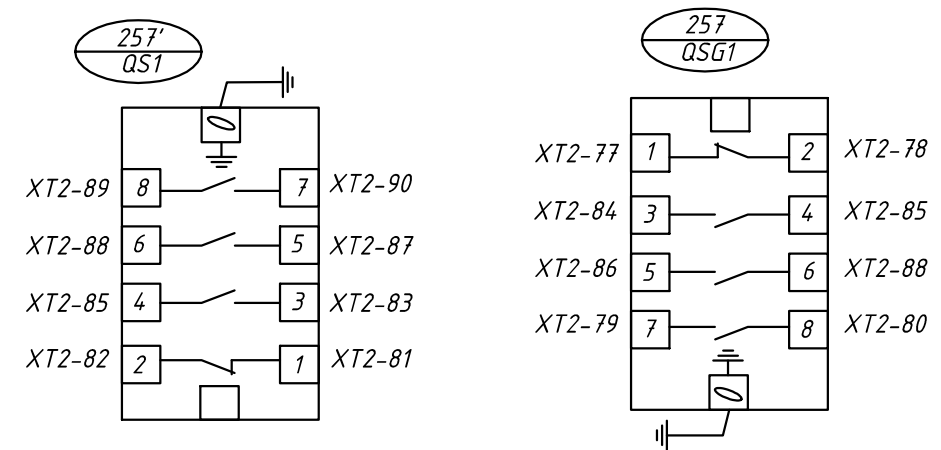 257'
QS1
XT2-89 8 7 XT2-90
XT2-88 6 5 XT2-87
XT2-85 4 3 XT2-83
XT2-82 2 1 XT2-81
257
QSG1
XT2-77 1 2 XT2-78
XT2-84 3 4 XT2-85
XT2-86 5 6 XT2-88
XT2-79 7 8 XT2-80